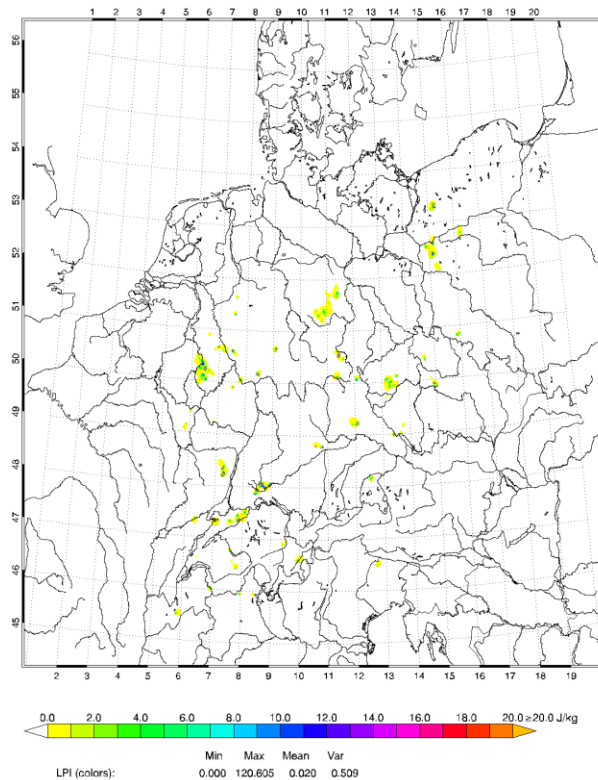 1 2 3 4 5 6 7 8 9 10 11 12 13 14 15 16 17 18 19 20
56
55
54
53
52
51
50
49
48
47
46
45
2 3 4 5 6 7 8 9 10 11 12 13 14 15 16 17 18 19
0.0 2.0 4.0 6.0 8.0 10.0 12.0 14.0 16.0 18.0 20.0 ≥20.0 J/kg
Min Max Mean Var
LPI (colors): 0.000 120.605 0.020 0.509